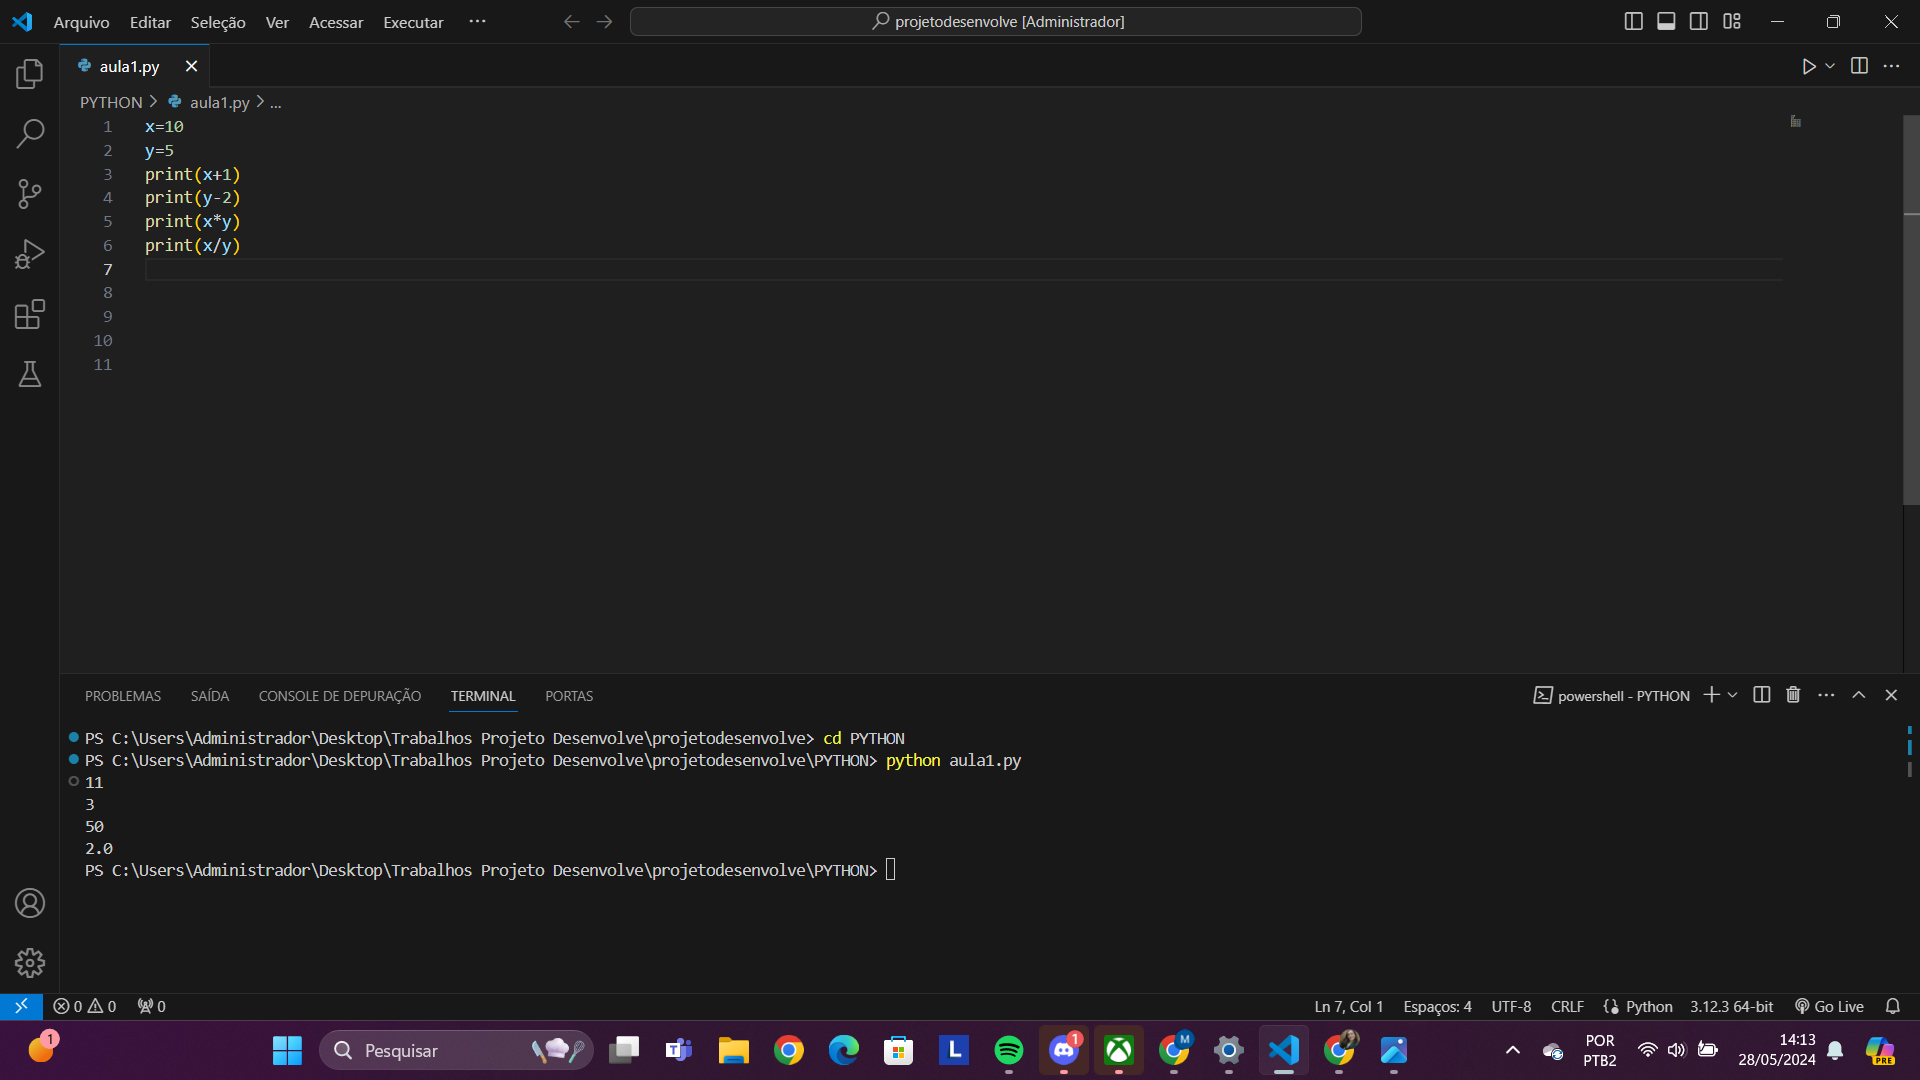 Arquivo Editar Seleção Ver Acessar Executar ···
projetodesenvolve [Administrador]
aula1.py
PYTHON > aula1.py > ...
1 x=10
2 y=5
3 print(x+1)
4 print(y-2)
5 print(x*y)
6 print(x/y)
7
8
9
10
11
PROBLEMAS SAÍDA CONSOLE DE DEPURAÇÃO TERMINAL PORTAS
powershell - PYTHON
PS C:\Users\Administrador\Desktop\Trabalhos Projeto Desenvolve\projetodesenvolve> cd PYTHON
PS C:\Users\Administrador\Desktop\Trabalhos Projeto Desenvolve\projetodesenvolve\PYTHON> python aula1.py
11
3
50
2.0
PS C:\Users\Administrador\Desktop\Trabalhos Projeto Desenvolve\projetodesenvolve\PYTHON>
0 0 0 Ln 7, Col 1 Espaços: 4 UTF-8 CRLF Python 3.12.3 64-bit Go Live
1 Pesquisar T L 1 M POR 14:13 PRE
PTB2 28/05/2024